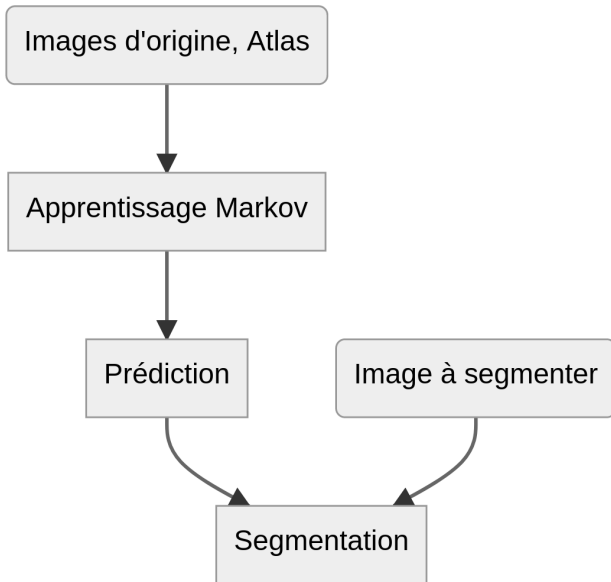 Images d'origine, Atlas
Apprentissage Markov
Prédiction
Image à segmenter
Segmentation